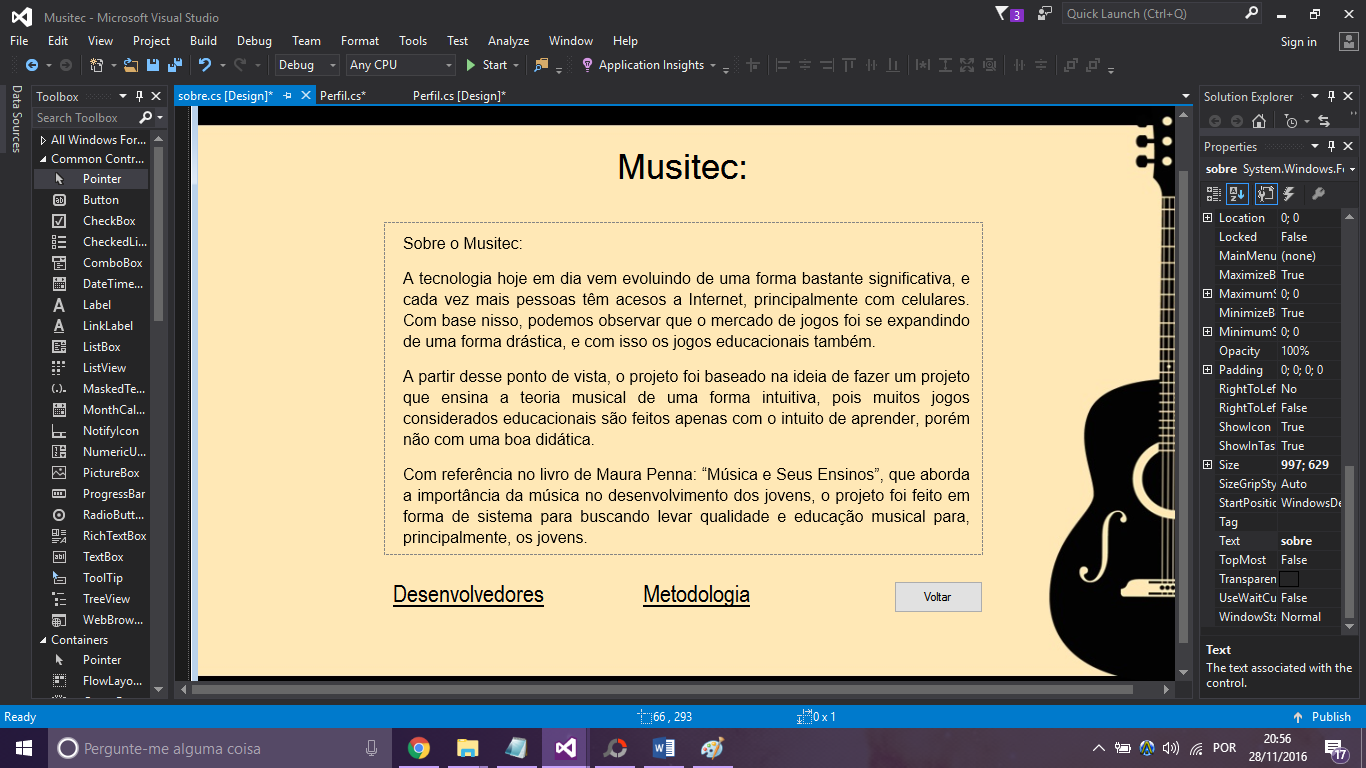 Musitec - Microsoft Visual Studio
3
Quick Launch (Ctrl+Q)
File Edit View Project Build Debug Team Format Tools Test Analyze Window Help
Sign in
Debug Any CPU Start Application Insights
Data Sources
Toolbox
Search Toolbox
All Windows For...
Common Contr...
Pointer
Button
CheckBox
CheckedLi...
ComboBox
DateTime...
Label
LinkLabel
ListBox
ListView
MaskedTe...
MonthCal...
NotifyIcon
NumericU...
PictureBox
ProgressBar
RadioButt...
RichTextBox
TextBox
ToolTip
TreeView
WebBrow...
Containers
Pointer
FlowLayo...
sobre.cs [Design]* Perfil.cs* Perfil.cs [Design]*
Musitec:
Sobre o Musitec:
A tecnologia hoje em dia vem evoluindo de uma forma bastante significativa, e
cada vez mais pessoas têm acesos a Internet, principalmente com celulares.
Com base nisso, podemos observar que o mercado de jogos foi se expandindo
de uma forma drástica, e com isso os jogos educacionais também.
A partir desse ponto de vista, o projeto foi baseado na ideia de fazer um projeto
que ensina a teoria musical de uma forma intuitiva, pois muitos jogos
considerados educacionais são feitos apenas com o intuito de aprender, porém
não com uma boa didática.
Com referência no livro de Maura Penna: “Música e Seus Ensinos”, que aborda
a importância da música no desenvolvimento dos jovens, o projeto foi feito em
forma de sistema para buscando levar qualidade e educação musical para,
principalmente, os jovens.
Desenvolvedores Metodologia Voltar
Solution Explorer
Properties
sobre System.Windows.F
Location 0; 0
Locked False
MainMenu (none)
MaximizeB True
MaximumS 0; 0
MinimizeB True
MinimumS 0; 0
Opacity 100%
Padding 0; 0; 0; 0
RightToLef No
RightToLef False
ShowIcon True
ShowInTas True
Size 997; 629
SizeGripSty Auto
StartPositic WindowsDe
Tag
Text sobre
TopMost False
Transparen
UseWaitCu False
WindowSta Normal
Text
The text associated with the
control.
Ready 66 , 293 0 x 1 Publish
Pergunte-me alguma coisa
POR
20:56
28/11/2016
17